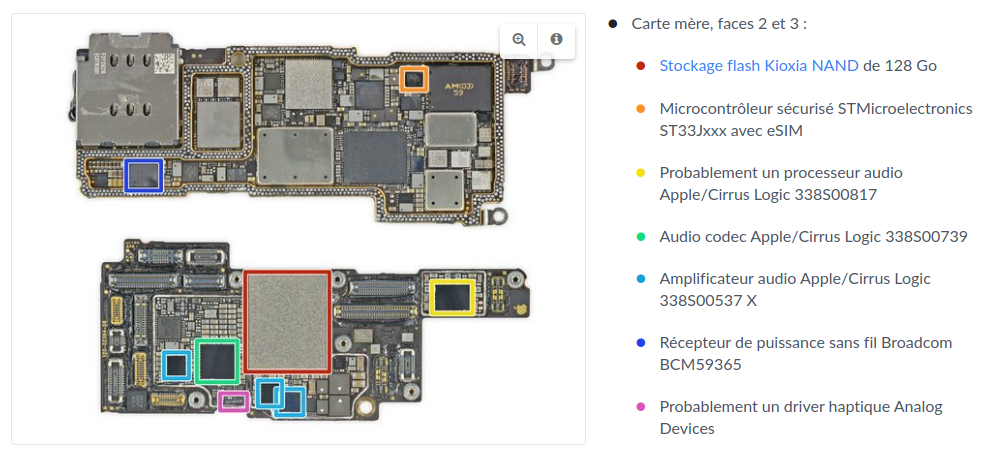 Carte mère, faces 2 et 3 :
Stockage flash Kioxia NAND de 128 Go
Microcontrôleur sécurisé STMicroelectronics
ST33Jxxx avec eSIM
Probablement un processeur audio
Apple/Cirrus Logic 338S00817
Audio codec Apple/Cirrus Logic 338S00739
Amplificateur audio Apple/Cirrus Logic
338S00537 X
Récepteur de puissance sans fil Broadcom
BCM59365
Probablement un driver haptique Analog
Devices